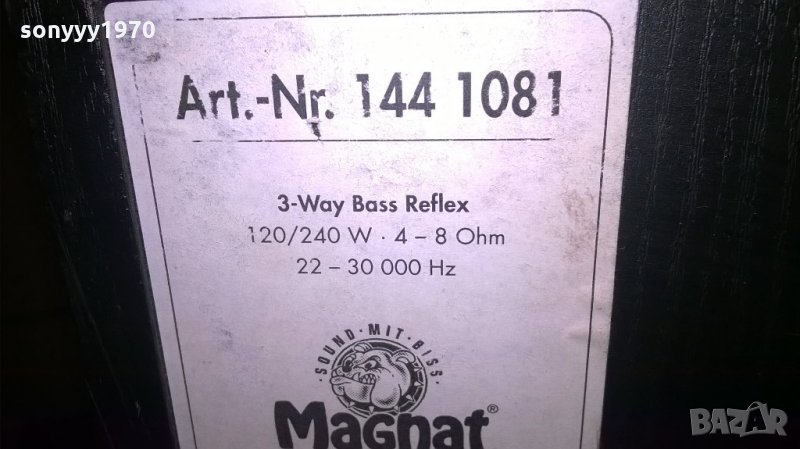 sonyyy1970
Art.-Nr. 144 1081
3-Way Bass Reflex
120/240 W · 4 – 8 Ohm
22 – 30 000 Hz
SOUND · MIT · BISS
Magnat®
BAZAR